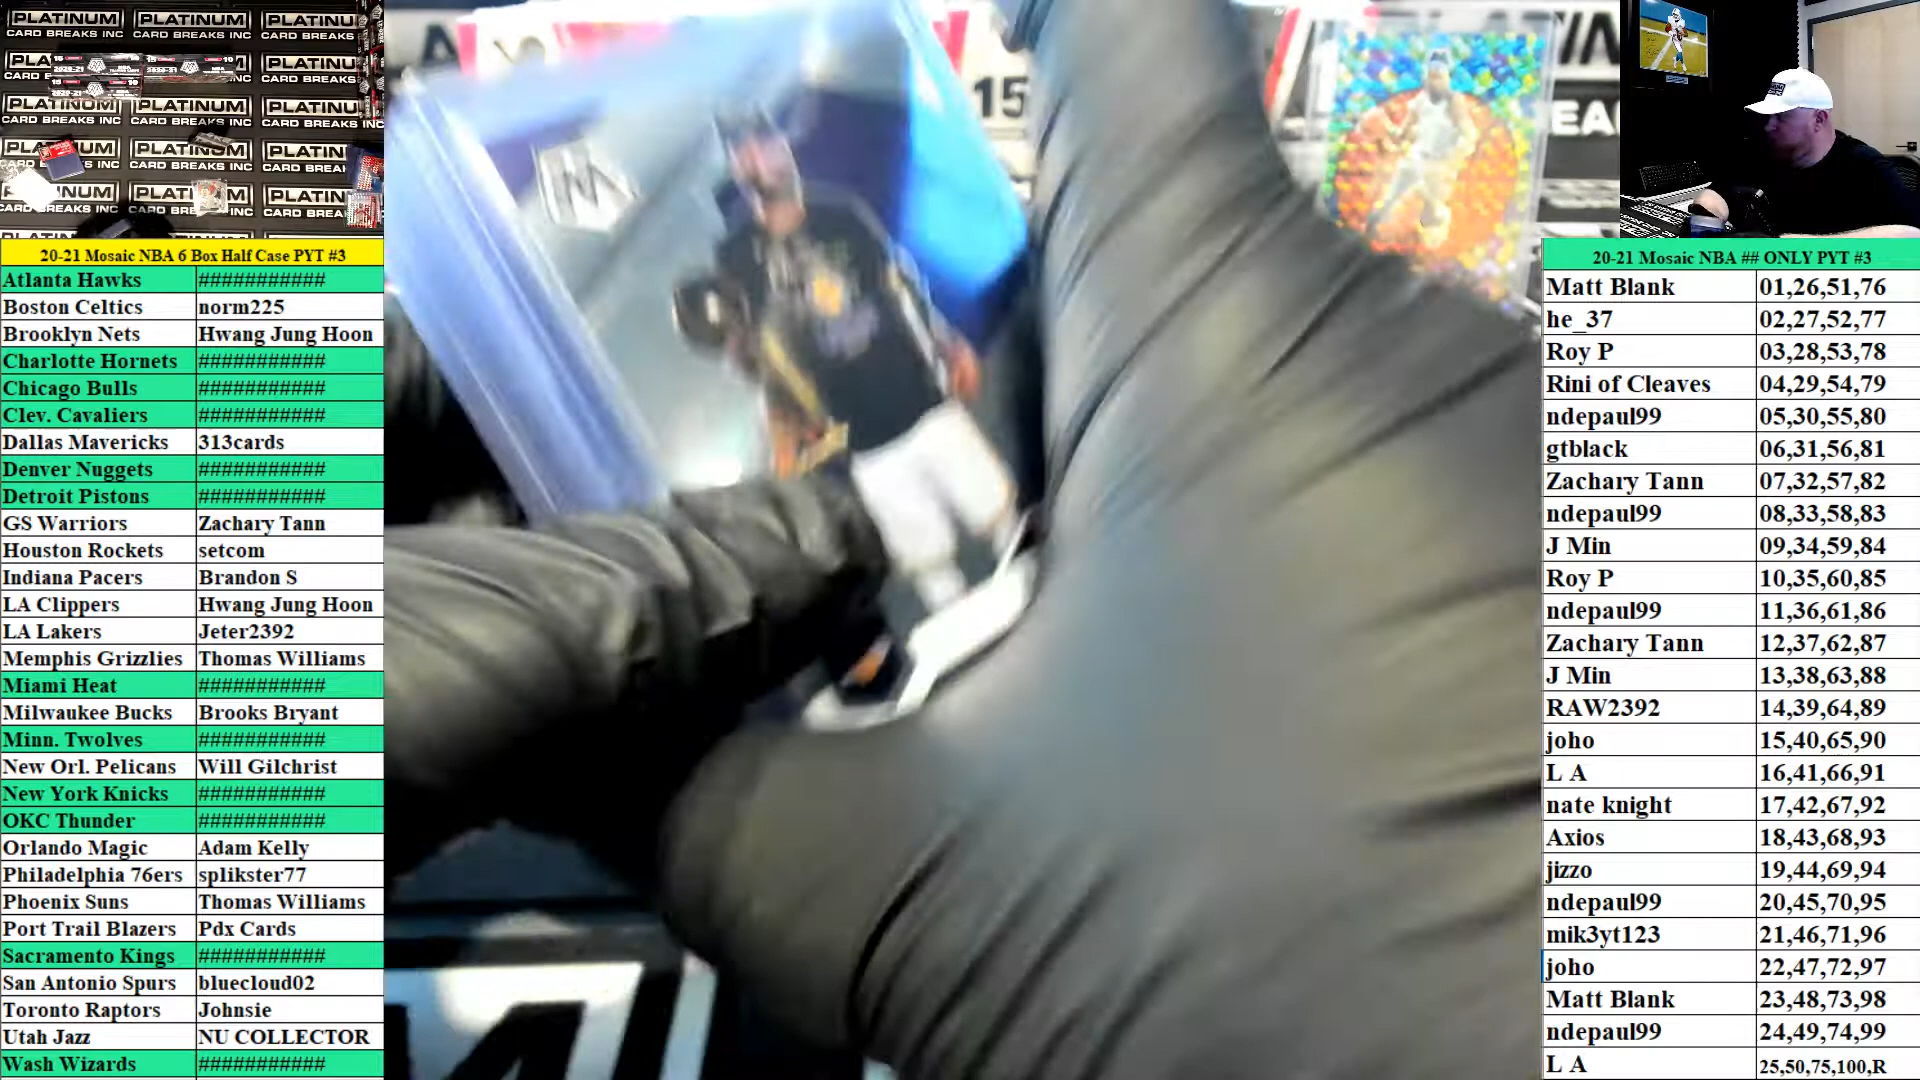 PLATINUM PLATINUM PLATINUM
CARD BREAKS INC CARD BREAKS INC CARD BREAKS INC
15
20-21 Mosaic NBA 6 Box Half Case PYT #3
Atlanta Hawks ###########
Boston Celtics norm225
Brooklyn Nets Hwang Jung Hoon
Charlotte Hornets ###########
Chicago Bulls ###########
Clev. Cavaliers ###########
Dallas Mavericks 313cards
Denver Nuggets ###########
Detroit Pistons ###########
GS Warriors Zachary Tann
Houston Rockets setcom
Indiana Pacers Brandon S
LA Clippers Hwang Jung Hoon
LA Lakers Jeter2392
Memphis Grizzlies Thomas Williams
Miami Heat ###########
Milwaukee Bucks Brooks Bryant
Minn. Twolves ###########
New Orl. Pelicans Will Gilchrist
New York Knicks ###########
OKC Thunder ###########
Orlando Magic Adam Kelly
Philadelphia 76ers splikster77
Phoenix Suns Thomas Williams
Port Trail Blazers Pdx Cards
Sacramento Kings ###########
San Antonio Spurs bluecloud02
Toronto Raptors Johnsie
Utah Jazz NU COLLECTOR
Wash Wizards ###########
20-21 Mosaic NBA ## ONLY PYT #3
Matt Blank 01,26,51,76
he_37 02,27,52,77
Roy P 03,28,53,78
Rini of Cleaves 04,29,54,79
ndepaul99 05,30,55,80
gtblack 06,31,56,81
Zachary Tann 07,32,57,82
ndepaul99 08,33,58,83
J Min 09,34,59,84
Roy P 10,35,60,85
ndepaul99 11,36,61,86
Zachary Tann 12,37,62,87
J Min 13,38,63,88
RAW2392 14,39,64,89
joho 15,40,65,90
L A 16,41,66,91
nate knight 17,42,67,92
Axios 18,43,68,93
jizzo 19,44,69,94
ndepaul99 20,45,70,95
mik3yt123 21,46,71,96
joho 22,47,72,97
Matt Blank 23,48,73,98
ndepaul99 24,49,74,99
L A 25,50,75,100,R